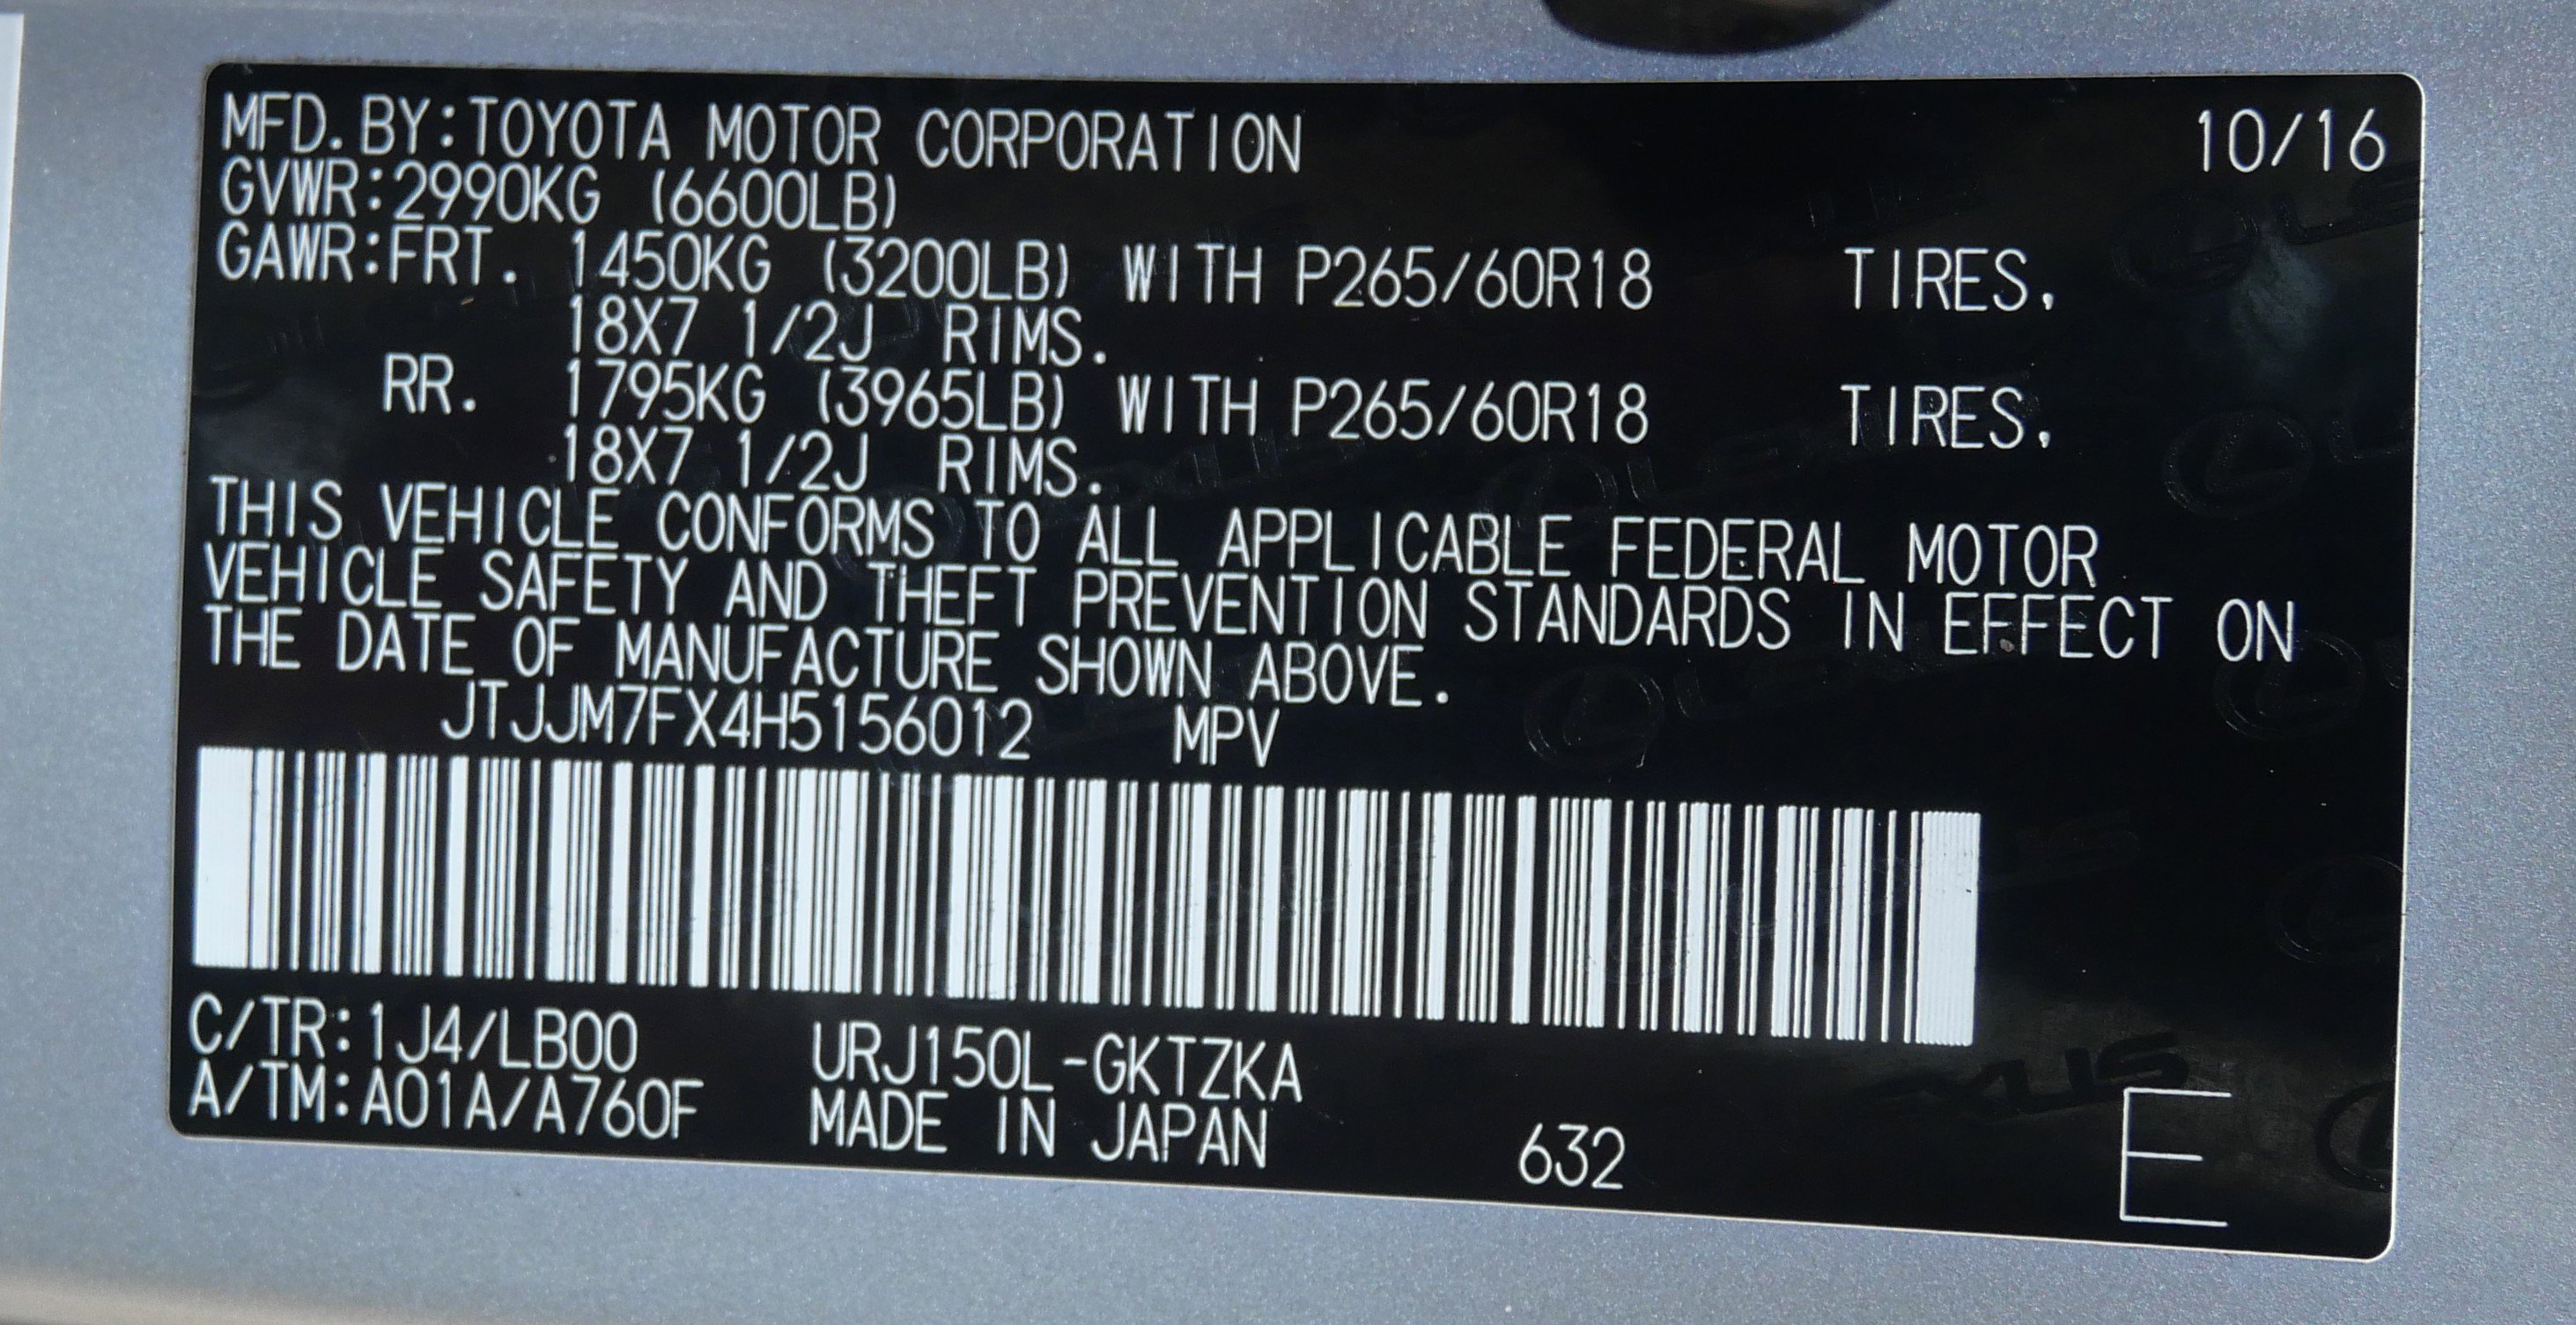 MFD. BY:TOYOTA MOTOR CORPORATION 10/16
GVWR:2990KG (6600LB)
GAWR:FRT. 1450KG (3200LB) WITH P265/60R18 TIRES.
18X7 1/2J RIMS.
RR. 1795KG (3965LB) WITH P265/60R18 TIRES.
18X7 1/2J RIMS.
THIS VEHICLE CONFORMS TO ALL APPLICABLE FEDERAL MOTOR
VEHICLE SAFETY AND THEFT PREVENTION STANDARDS IN EFFECT ON
THE DATE OF MANUFACTURE SHOWN ABOVE.
JTJJM7FX4H5156012 MPV
C/TR:1J4/LB00 URJ150L-GKTZKA
A/TM:A01A/A760F MADE IN JAPAN 632 E